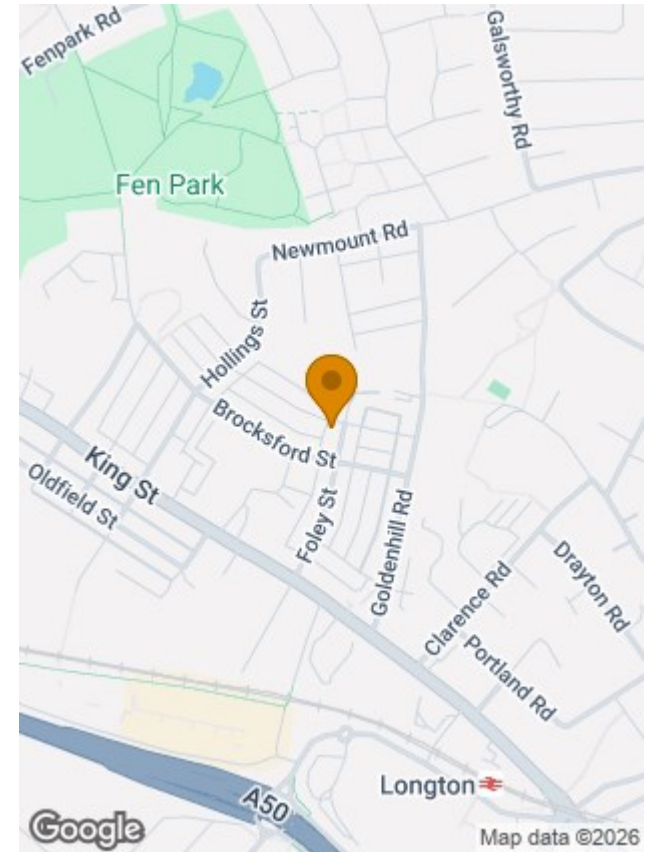 Fenpark Rd
Galsworthy Rd
Fen Park
Newmount Rd
Hollings St
Brocksford St
King St
Oldfield St
Foley St
Goldenhill Rd
Clarence Rd
Drayton Rd
Portland Rd
Longton
A50
Google
Map data ©2026